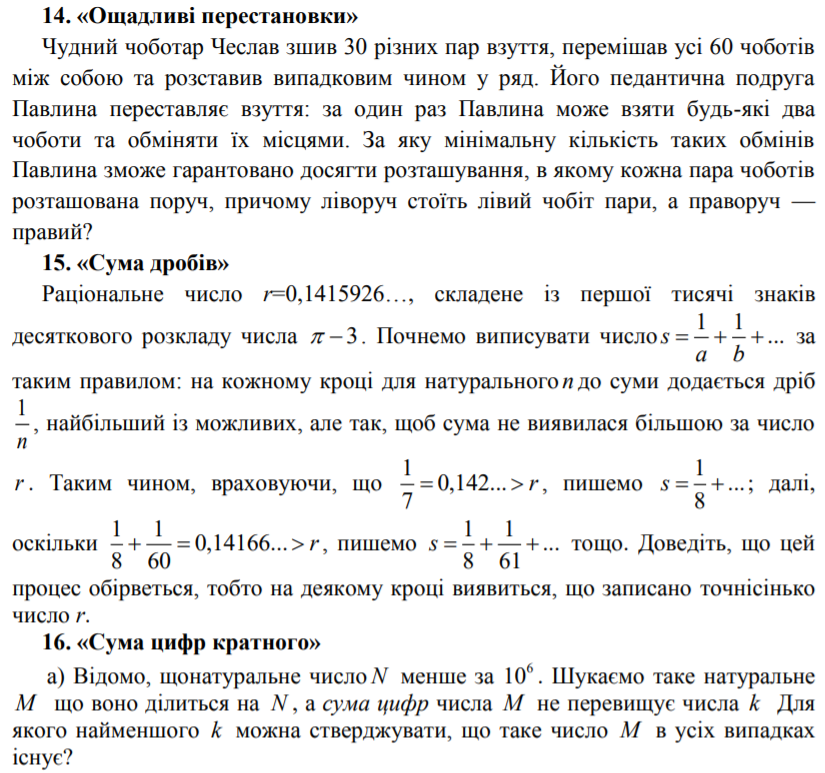 14. «Ощадливі перестановки»
Чудний чоботар Чеслав зшив 30 різних пар взуття, перемішав усі 60 чоботів
між собою та розставив випадковим чином у ряд. Його педантична подруга
Павлина переставляє взуття: за один раз Павлина може взяти будь-які два
чоботи та обміняти їх місцями. За яку мінімальну кількість таких обмінів
Павлина зможе гарантовано досягти розташування, в якому кожна пара чоботів
розташована поруч, причому ліворуч стоїть лівий чобіт пари, а праворуч —
правий?
15. «Сума дробів»
Раціональне число r=0,1415926…, складене із першої тисячі знаків
десяткового розкладу числа π − 3. Почнемо виписувати число s = 1/a + 1/b + ... за
таким правилом: на кожному кроці для натурального n до суми додається дріб
1/n, найбільший із можливих, але так, щоб сума не виявилася більшою за число
r. Таким чином, враховуючи, що 1/7 = 0,142... > r, пишемо s = 1/8 + ...; далі,
оскільки 1/8 + 1/60 = 0,14166... > r, пишемо s = 1/8 + 1/61 + ... тощо. Доведіть, що цей
процес обірветься, тобто на деякому кроці виявиться, що записано точнісінько
число r.
16. «Сума цифр кратного»
а) Відомо, щонатуральне число N менше за 10⁶. Шукаємо таке натуральне
M що воно ділиться на N, а сума цифр числа M не перевищує числа k Для
якого найменшого k можна стверджувати, що таке число M в усіх випадках
існує?